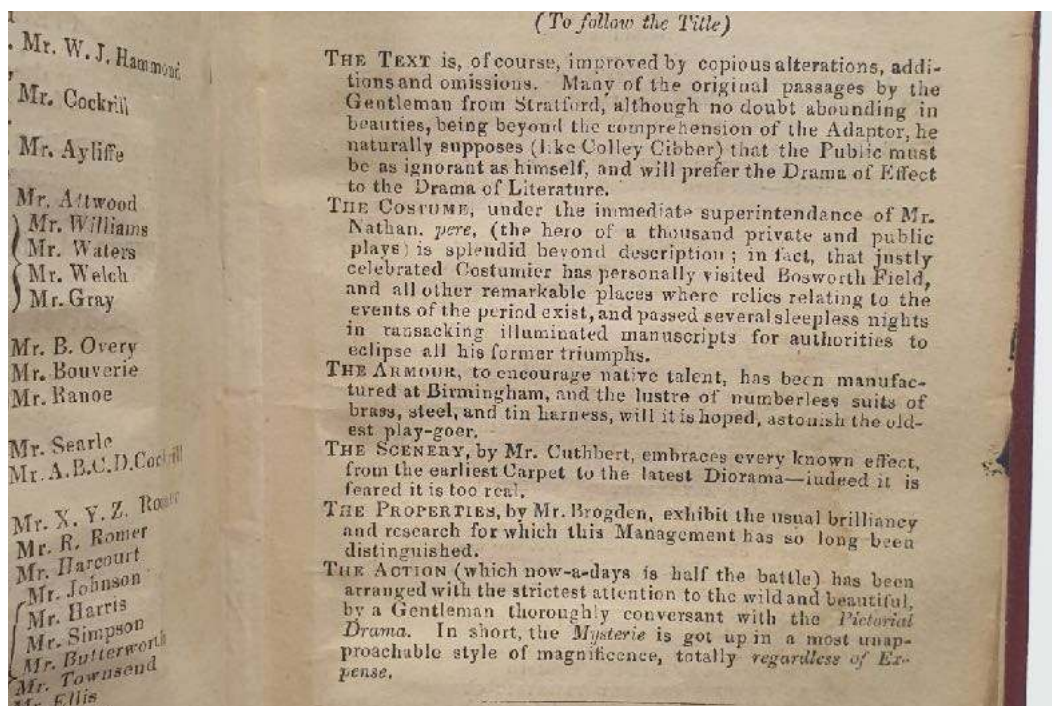 Mr. W. J. Hammond
Mr. Cockrill
Mr. Ayliffe
Mr. Attwood
Mr. Williams
Mr. Waters
Mr. Welch
Mr. Gray
Mr. B. Overy
Mr. Bouverie
Mr. Ranoe
Mr. Searle
Mr. A.B.C.D. Cockrill
Mr. X. Y. Z. Romer
Mr. R. Romer
Mr. Harcourt
Mr. Johnson
Mr. Harris
Mr. Simpson
Mr. Butterworth
Mr. Townsend
Mr. Ellis
(To follow the Title)
THE TEXT is, of course, improved by copious alterations, addi-
tions and omissions. Many of the original passages by the
Gentleman from Stratford, although no doubt abounding in
beauties, being beyond the comprehension of the Adaptor, he
naturally supposes (like Colley Cibber) that the Public must
be as ignorant as himself, and will prefer the Drama of Effect
to the Drama of Literature.
THE COSTUME, under the immediate superintendance of Mr.
Nathan. pere, (the hero of a thousand private and public
plays) is splendid beyond description; in fact, that justly
celebrated Costumier has personally visited Bosworth Field,
and all other remarkable places where relics relating to the
events of the period exist, and passed several sleepless nights
in ransacking illuminated manuscripts for authorities to
eclipse all his former triumphs.
THE ARMOUR, to encourage native talent, has been manufac-
tured at Birmingham, and the lustre of numberless suits of
brass, steel, and tin harness, will it is hoped, astonish the old-
est play-goer.
THE SCENERY, by Mr. Cuthbert, embraces every known effect,
from the earliest Carpet to the latest Diorama—indeed it is
feared it is too real.
THE PROPERTIES, by Mr. Brogden, exhibit the usual brilliancy
and research for which this Management has so long been
distinguished.
THE ACTION (which now-a-days is half the battle) has been
arranged with the strictest attention to the wild and beautiful,
by a Gentleman thoroughly conversant with the Pictorial
Drama. In short, the Mysterie is got up in a most unap-
proachable style of magnificence, totally regardless of Ex-
pense.